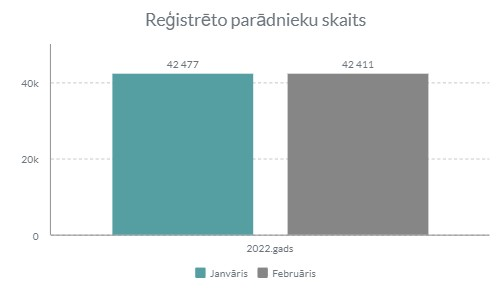 Reģistrēto parādnieku skaits
42 477
42 411
40k
20k
0
2022.gads
Janvāris
Februāris